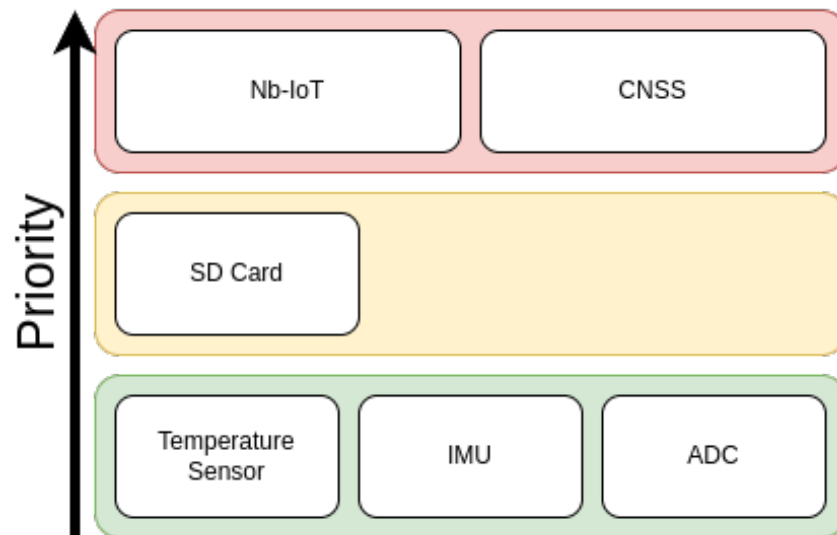 Priority
Nb-IoT
CNSS
SD Card
Temperature
Sensor
IMU
ADC